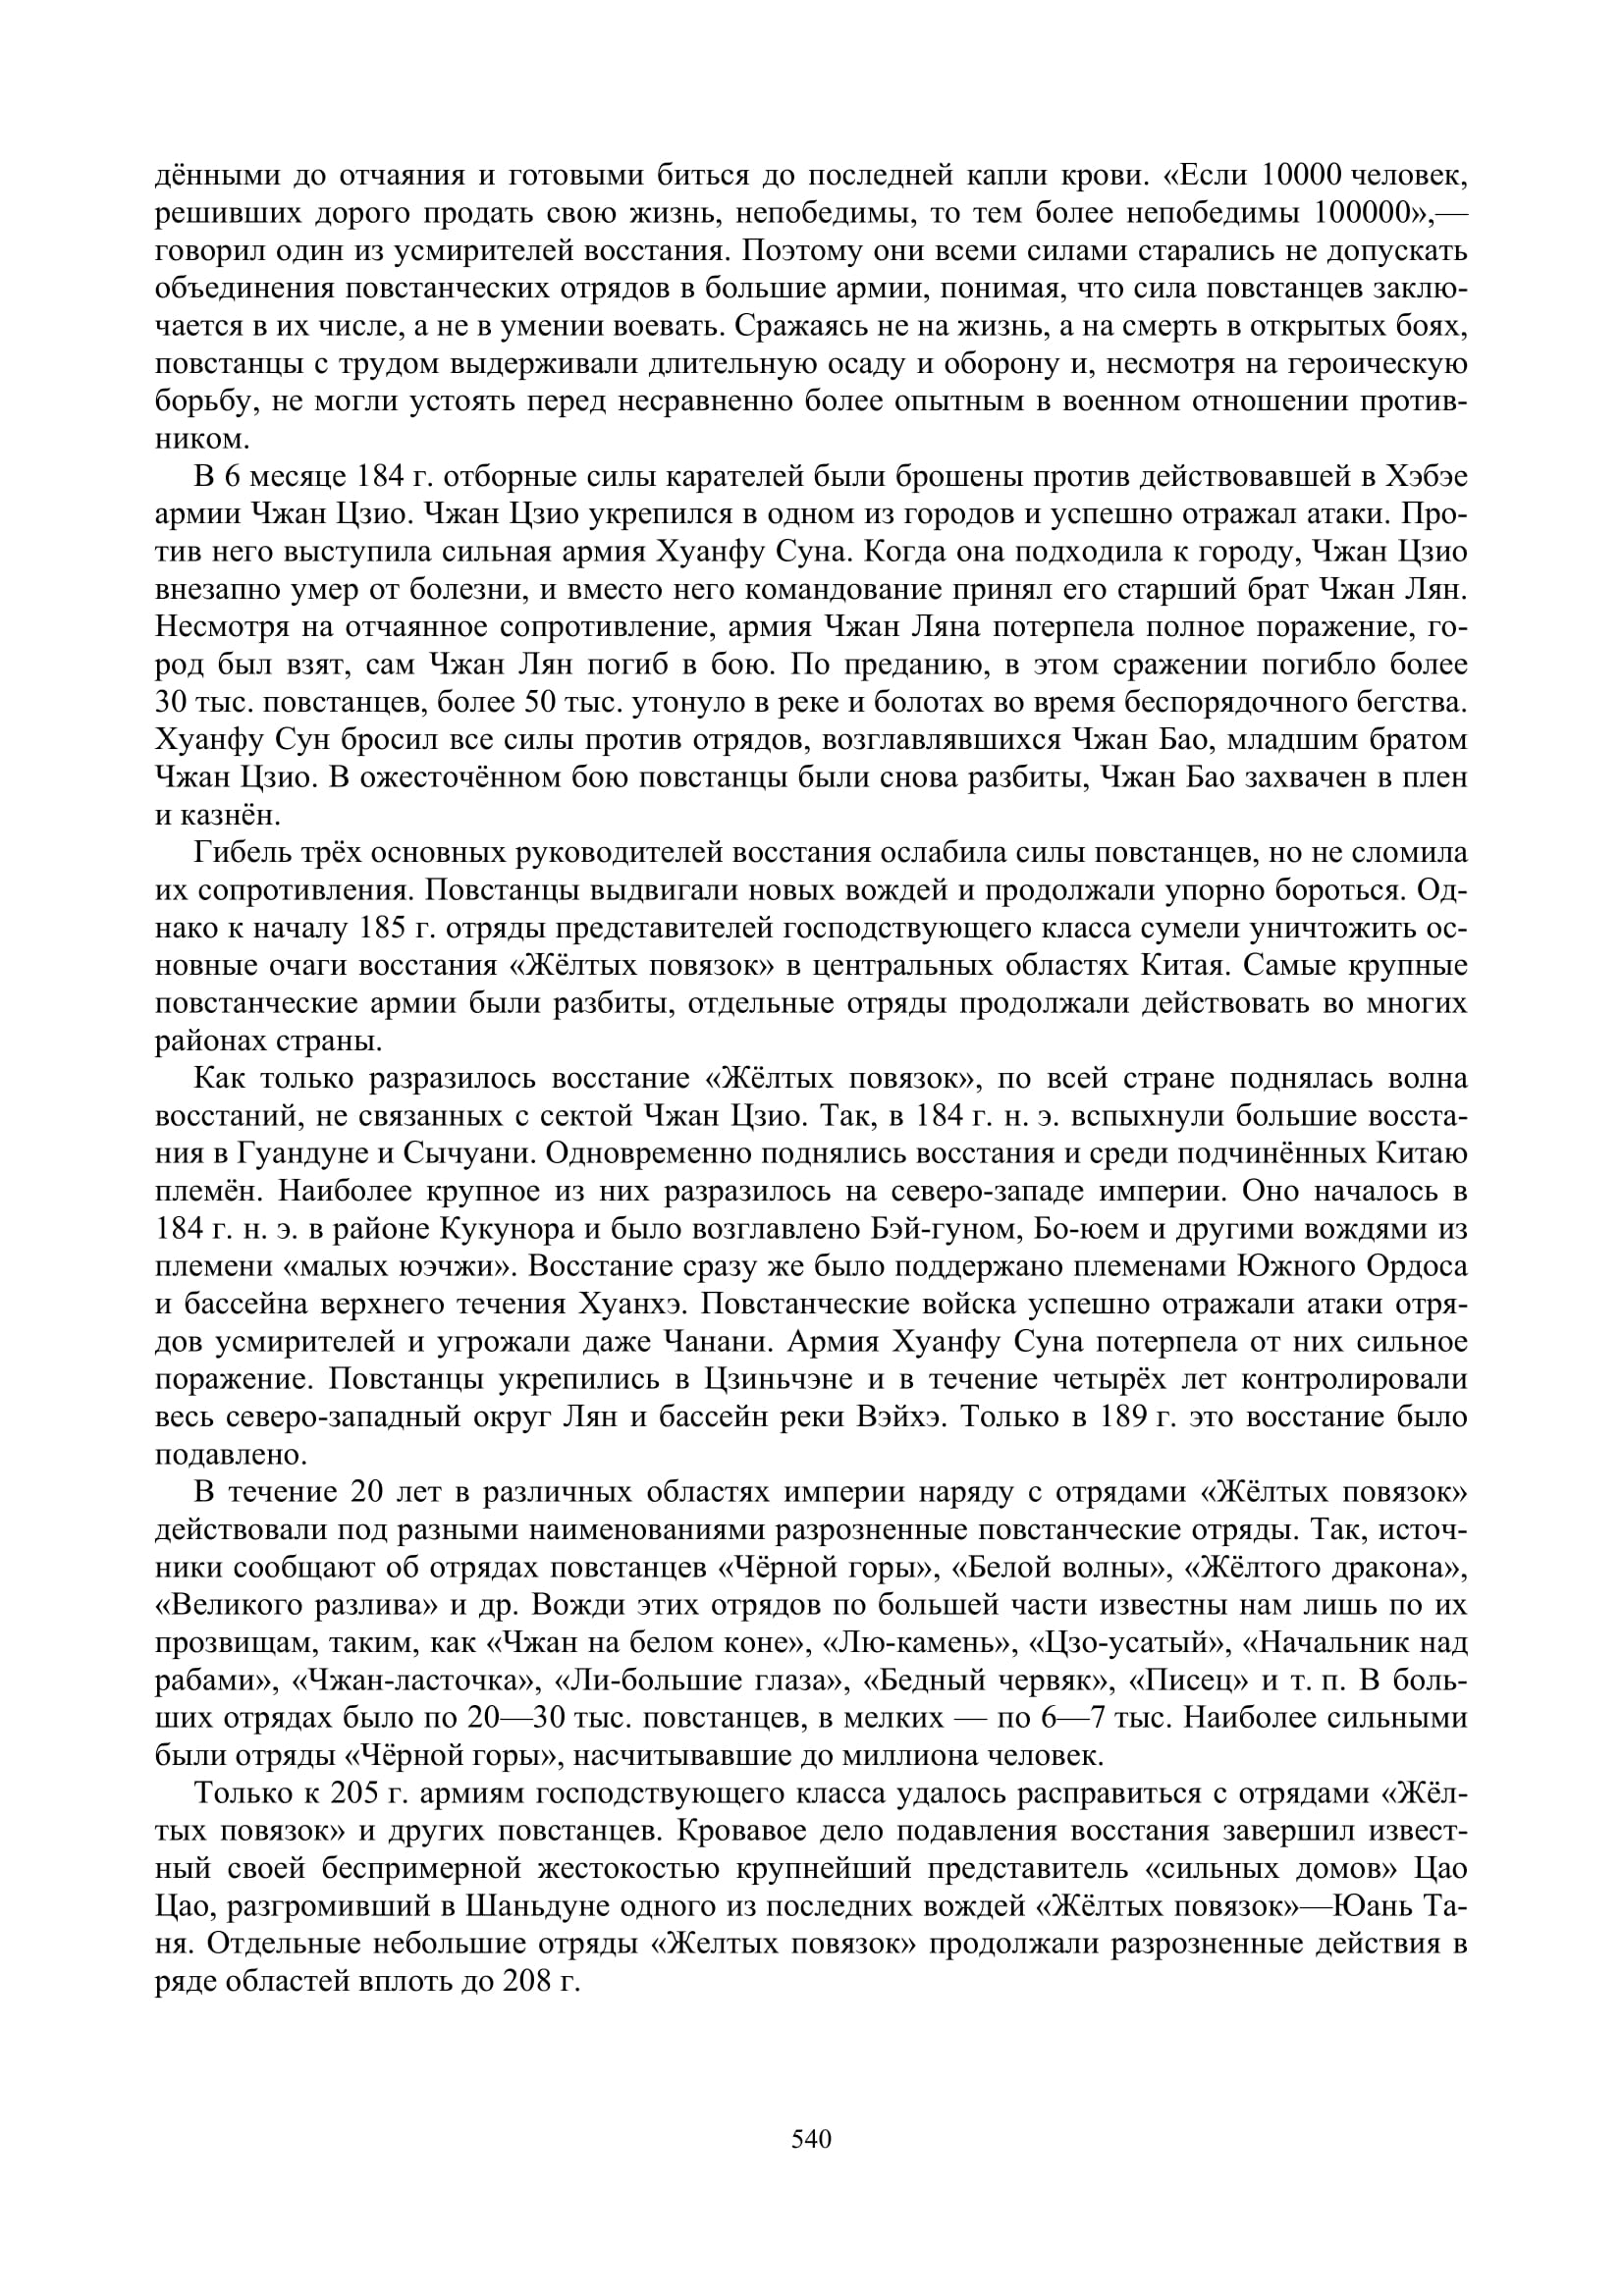 дёнными до отчаяния и готовыми биться до последней капли крови. «Если 10000 человек,
решивших дорого продать свою жизнь, непобедимы, то тем более непобедимы 100000»,—
говорил один из усмирителей восстания. Поэтому они всеми силами старались не допускать
объединения повстанческих отрядов в большие армии, понимая, что сила повстанцев заклю-
чается в их числе, а не в умении воевать. Сражаясь не на жизнь, а на смерть в открытых боях,
повстанцы с трудом выдерживали длительную осаду и оборону и, несмотря на героическую
борьбу, не могли устоять перед несравненно более опытным в военном отношении против-
ником.
В 6 месяце 184 г. отборные силы карателей были брошены против действовавшей в Хэбэе
армии Чжан Цзио. Чжан Цзио укрепился в одном из городов и успешно отражал атаки. Про-
тив него выступила сильная армия Хуанфу Суна. Когда она подходила к городу, Чжан Цзио
внезапно умер от болезни, и вместо него командование принял его старший брат Чжан Лян.
Несмотря на отчаянное сопротивление, армия Чжан Ляна потерпела полное поражение, го-
род был взят, сам Чжан Лян погиб в бою. По преданию, в этом сражении погибло более
30 тыс. повстанцев, более 50 тыс. утонуло в реке и болотах во время беспорядочного бегства.
Хуанфу Сун бросил все силы против отрядов, возглавлявшихся Чжан Бао, младшим братом
Чжан Цзио. В ожесточённом бою повстанцы были снова разбиты, Чжан Бао захвачен в плен
и казнён.
Гибель трёх основных руководителей восстания ослабила силы повстанцев, но не сломила
их сопротивления. Повстанцы выдвигали новых вождей и продолжали упорно бороться. Од-
нако к началу 185 г. отряды представителей господствующего класса сумели уничтожить ос-
новные очаги восстания «Жёлтых повязок» в центральных областях Китая. Самые крупные
повстанческие армии были разбиты, отдельные отряды продолжали действовать во многих
районах страны.
Как только разразилось восстание «Жёлтых повязок», по всей стране поднялась волна
восстаний, не связанных с сектой Чжан Цзио. Так, в 184 г. н. э. вспыхнули большие восста-
ния в Гуандуне и Сычуани. Одновременно поднялись восстания и среди подчинённых Китаю
племён. Наиболее крупное из них разразилось на северо-западе империи. Оно началось в
184 г. н. э. в районе Кукунора и было возглавлено Бэй-гуном, Бо-юем и другими вождями из
племени «малых юэчжи». Восстание сразу же было поддержано племенами Южного Ордоса
и бассейна верхнего течения Хуанхэ. Повстанческие войска успешно отражали атаки отря-
дов усмирителей и угрожали даже Чанани. Армия Хуанфу Суна потерпела от них сильное
поражение. Повстанцы укрепились в Цзиньчэне и в течение четырёх лет контролировали
весь северо-западный округ Лян и бассейн реки Вэйхэ. Только в 189 г. это восстание было
подавлено.
В течение 20 лет в различных областях империи наряду с отрядами «Жёлтых повязок»
действовали под разными наименованиями разрозненные повстанческие отряды. Так, источ-
ники сообщают об отрядах повстанцев «Чёрной горы», «Белой волны», «Жёлтого дракона»,
«Великого разлива» и др. Вожди этих отрядов по большей части известны нам лишь по их
прозвищам, таким, как «Чжан на белом коне», «Лю-камень», «Цзо-усатый», «Начальник над
рабами», «Чжан-ласточка», «Ли-большие глаза», «Бедный червяк», «Писец» и т. п. В боль-
ших отрядах было по 20—30 тыс. повстанцев, в мелких — по 6—7 тыс. Наиболее сильными
были отряды «Чёрной горы», насчитывавшие до миллиона человек.
Только к 205 г. армиям господствующего класса удалось расправиться с отрядами «Жёл-
тых повязок» и других повстанцев. Кровавое дело подавления восстания завершил извест-
ный своей беспримерной жестокостью крупнейший представитель «сильных домов» Цао
Цао, разгромивший в Шаньдуне одного из последних вождей «Жёлтых повязок»—Юань Та-
ня. Отдельные небольшие отряды «Желтых повязок» продолжали разрозненные действия в
ряде областей вплоть до 208 г.
540